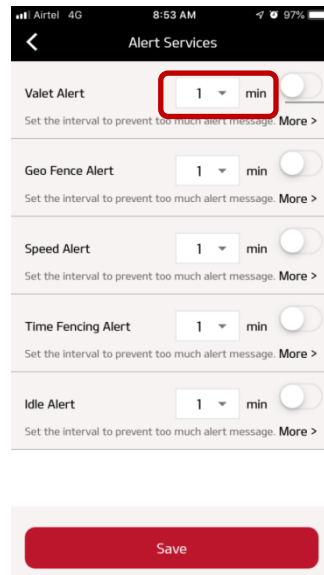 Airtel 4G 8:53 AM 97%
Alert Services
Valet Alert 1 min
Set the interval to prevent too much alert message. More >
Geo Fence Alert 1 min
Set the interval to prevent too much alert message. More >
Speed Alert 1 min
Set the interval to prevent too much alert message. More >
Time Fencing Alert 1 min
Set the interval to prevent too much alert message. More >
Idle Alert 1 min
Set the interval to prevent too much alert message. More >
Save